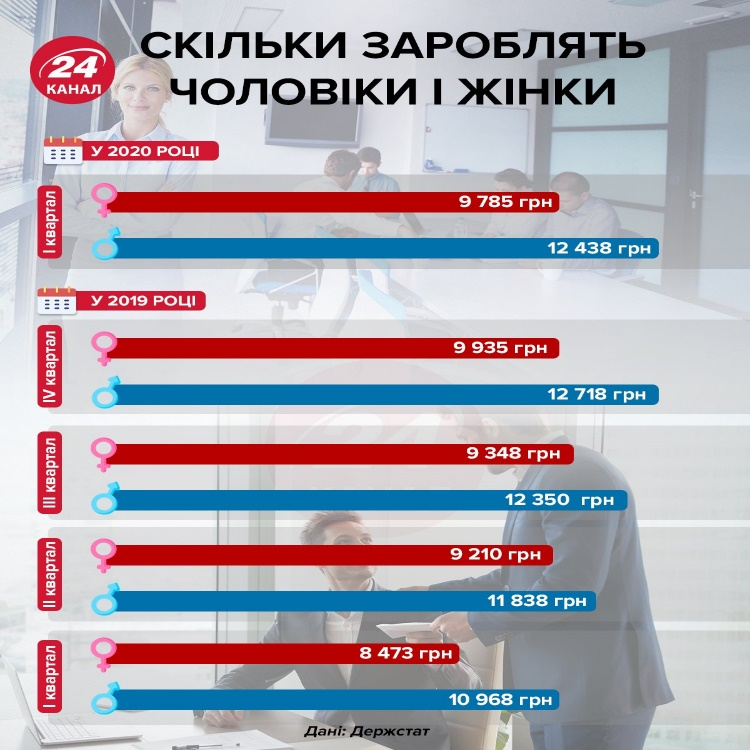 24
КАНАЛ
СКІЛЬКИ ЗАРОБЛЯТЬ
ЧОЛОВІКИ І ЖІНКИ
У 2020 РОЦІ
І квартал
9 785 грн
12 438 грн
У 2019 РОЦІ
IV квартал
9 935 грн
12 718 грн
III квартал
9 348 грн
12 350 грн
II квартал
9 210 грн
11 838 грн
І квартал
8 473 грн
10 968 грн
Дані: Держстат